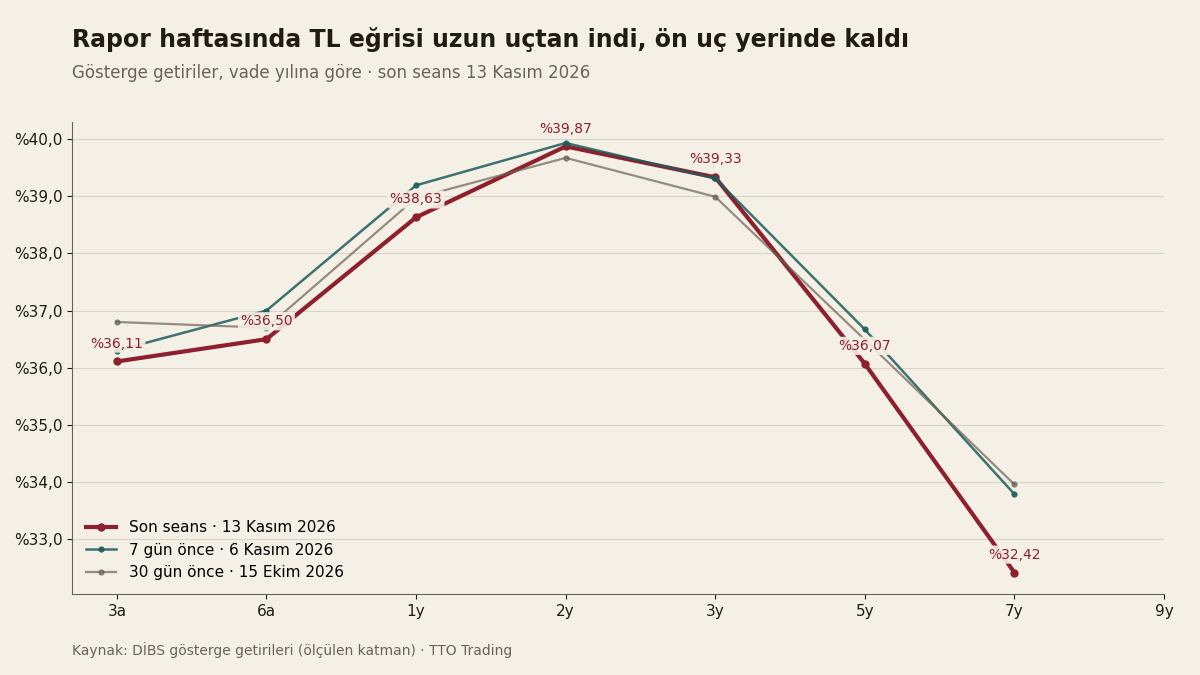 Rapor haftasında TL eğrisi uzun uçtan indi, ön uç yerinde kaldı
Gösterge getiriler, vade yılına göre · son seans 13 Kasım 2026
%40,0
%39,0
%38,0
%37,0
%36,0
%35,0
%34,0
%33,0
%36,11
%36,50
%38,63
%39,87
%39,33
%36,07
%32,42
Son seans · 13 Kasım 2026
7 gün önce · 6 Kasım 2026
30 gün önce · 15 Ekim 2026
3a 6a 1y 2y 3y 5y 7y 9y
Kaynak: DİBS gösterge getirileri (ölçülen katman) · TTO Trading